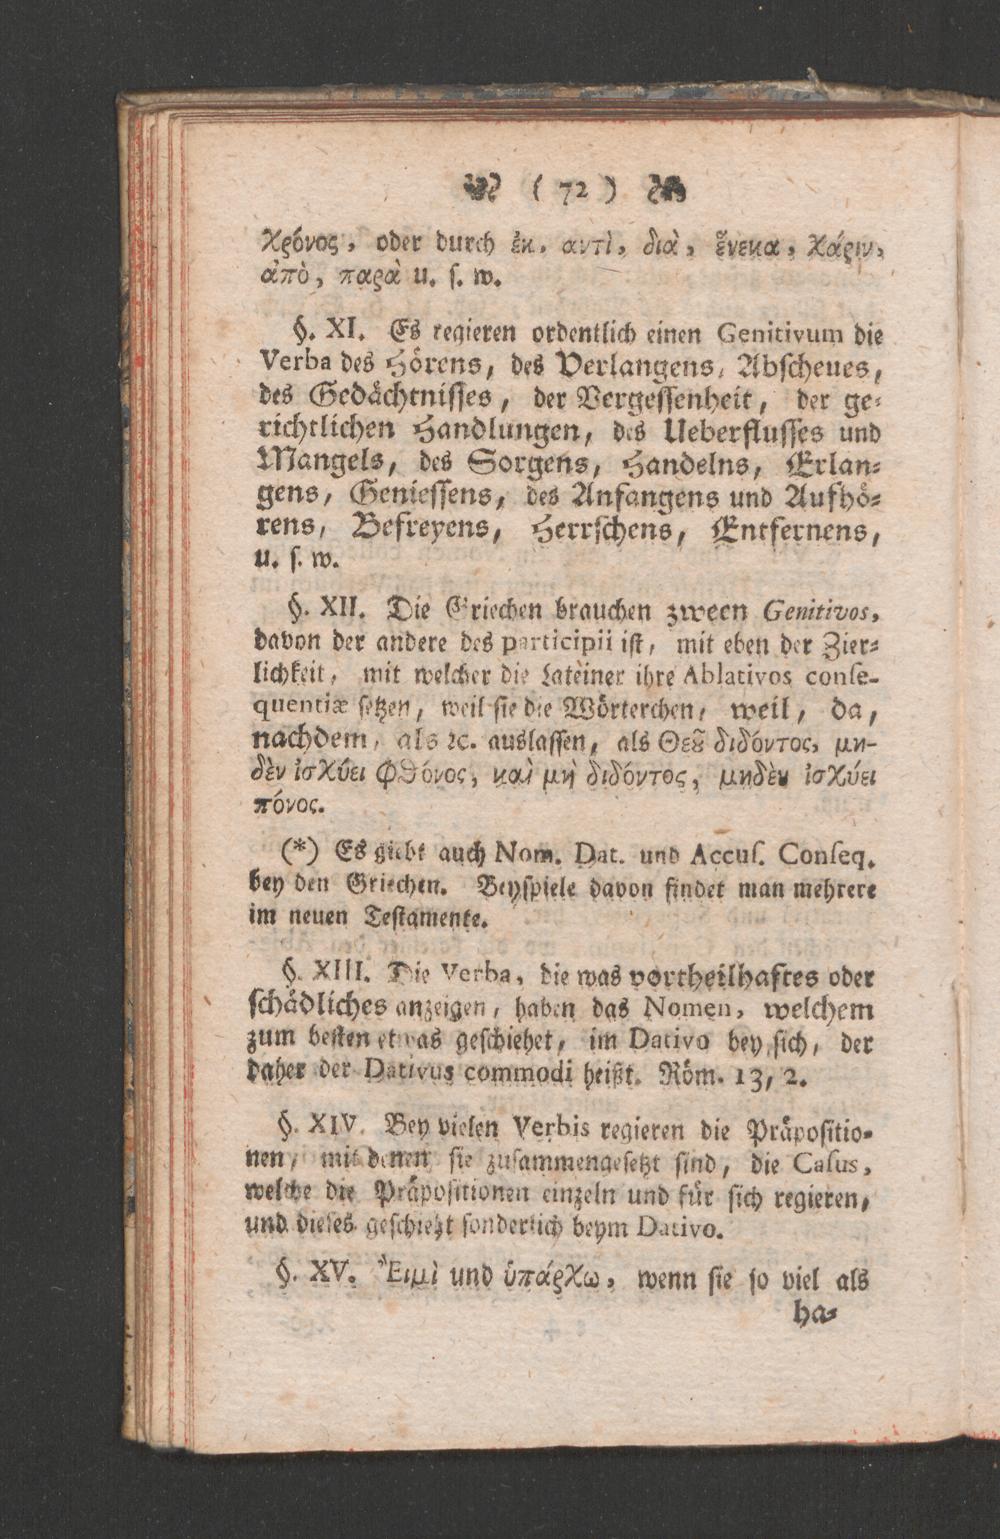 ( 72 )
χρόνος, oder durch ἐκ, αντὶ, διὰ, ἕνεκα, χάριν,
ἀπὸ, παρὰ u. ſ. w.
§. XI. Es regieren ordentlich einen Genitivum die
Verba des Hörens, des Verlangens, Abſcheues,
des Gedächtniſſes, der Vergeſſenheit, der ge-
richtlichen Handlungen, des Ueberfluſſes und
Mangels, des Sorgens, Handelns, Erlan-
gens, Genieſſens, des Anfangens und Aufhö-
rens, Befreyens, Herrſchens, Entfernens,
u. ſ. w.
§. XII. Die Griechen brauchen zween Genitivos,
davon der andere des participii iſt, mit eben der Zier-
lichkeit, mit welcher die Lateiner ihre Ablativos conſe-
quentiæ ſetzen, weil ſie die Wörterchen, weil, da,
nachdem, als ꝛc. auslaſſen, als Θεȣ͂ διδόντος, μη-
δὲν ἰσχύει φθόνος, καὶ μὴ διδόντος, μηδὲν ἰσχύει
πόνος.
(*) Es giebt auch Nom. Dat. und Accuſ. Conſeq.
bey den Griechen. Beyſpiele davon findet man mehrere
im neuen Teſtamente.
§. XIII. Die Verba, die was vortheilhaftes oder
ſchädliches anzeigen, haben das Nomen, welchem
zum beſten etwas geſchiehet, im Dativo bey ſich, der
daher der Dativus commodi heißt. Röm. 13, 2.
§. XIV. Bey vielen Verbis regieren die Präpoſitio-
nen, mit denen ſie zuſammengeſetzt ſind, die Caſus,
welche die Präpoſitionen einzeln und für ſich regieren,
und dieſes geſchieht ſonderlich beym Dativo.
§. XV. Ἐιμὶ und ὑπάρχω, wenn ſie ſo viel als
ha-